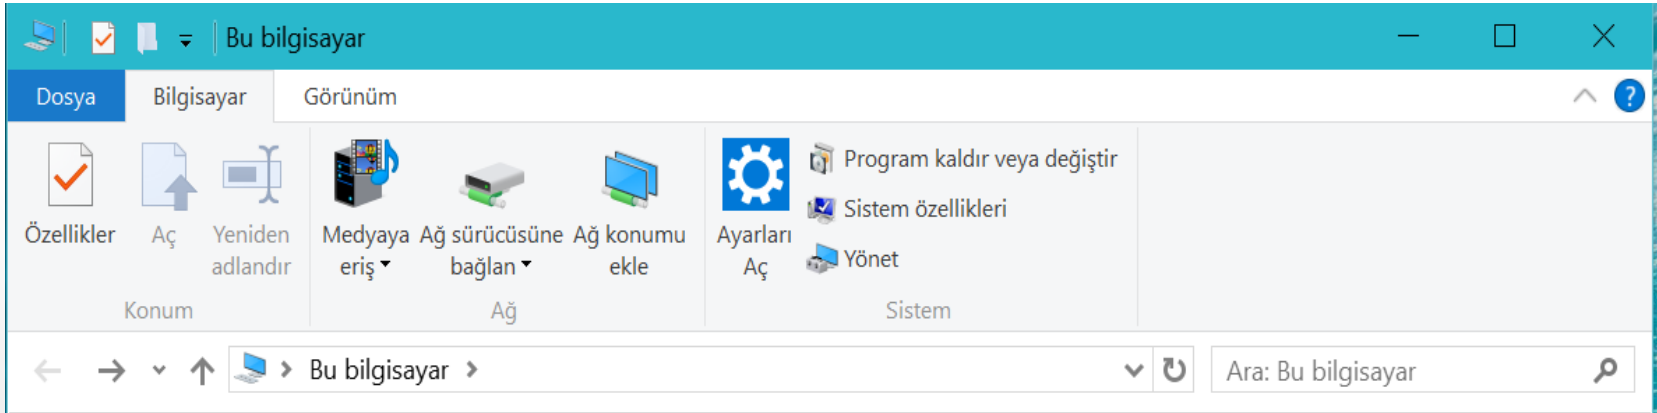 Bu bilgisayar
Dosya Bilgisayar Görünüm
Özellikler
Aç
Yeniden
adlandır
Konum
Medyaya
eriş
Ağ sürücüsüne
bağlan
Ağ konumu
ekle
Ağ
Ayarları
Aç
Program kaldır veya değiştir
Sistem özellikleri
Yönet
Sistem
Bu bilgisayar
Ara: Bu bilgisayar